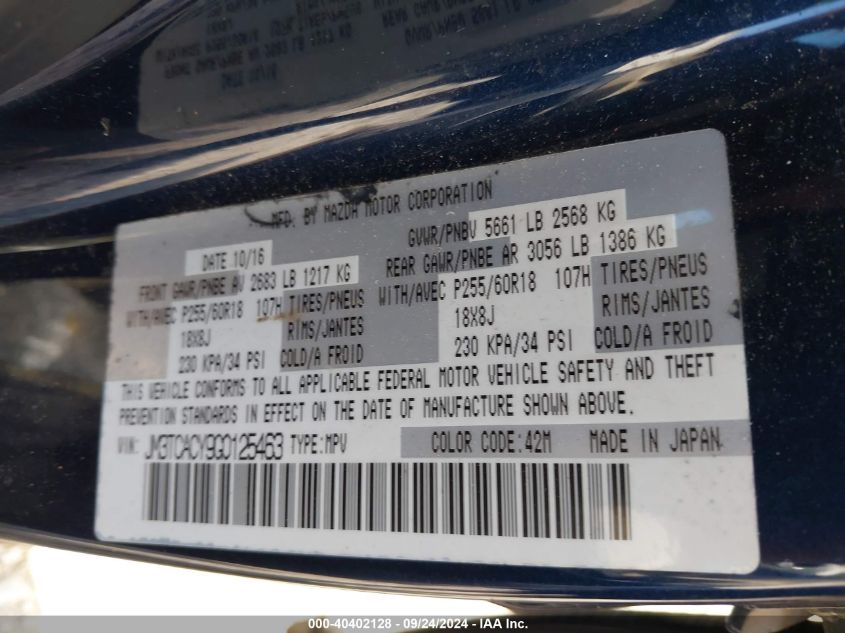 MFD. BY MAZDA MOTOR CORPORATION
DATE 10/16 GVWR/PNBV 5661 LB 2568 KG
FRONT GAWR/PNBE AV 2683 LB 1217 KG REAR GAWR/PNBE AR 3056 LB 1386 KG
WITH/AVEC P255/60R18 107H TIRES/PNEUS WITH/AVEC P255/60R18 107H TIRES/PNEUS
18X8J RIMS/JANTES 18X8J RIMS/JANTES
230 KPA/34 PSI COLD/A FROID 230 KPA/34 PSI COLD/A FROID
THIS VEHICLE CONFORMS TO ALL APPLICABLE FEDERAL MOTOR VEHICLE SAFETY AND THEFT
PREVENTION STANDARDS IN EFFECT ON THE DATE OF MANUFACTURE SHOWN ABOVE.
VIN: JM3TCACY9G0125463 TYPE:MPV COLOR CODE:42M MADE IN JAPAN
000-40402128 - 09/24/2024 - IAA Inc.